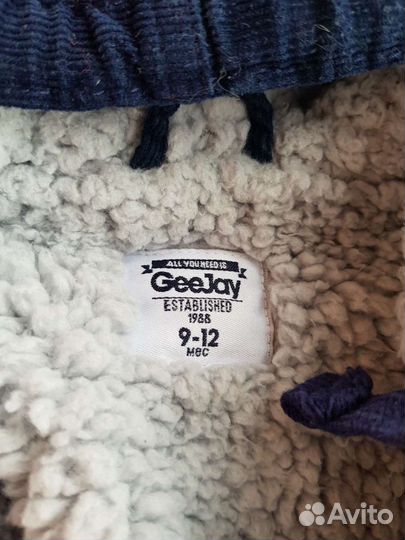 ALL YOU NEED IS
GeeJay
ESTABLISHED
1988
9-12
МЕС
Avito